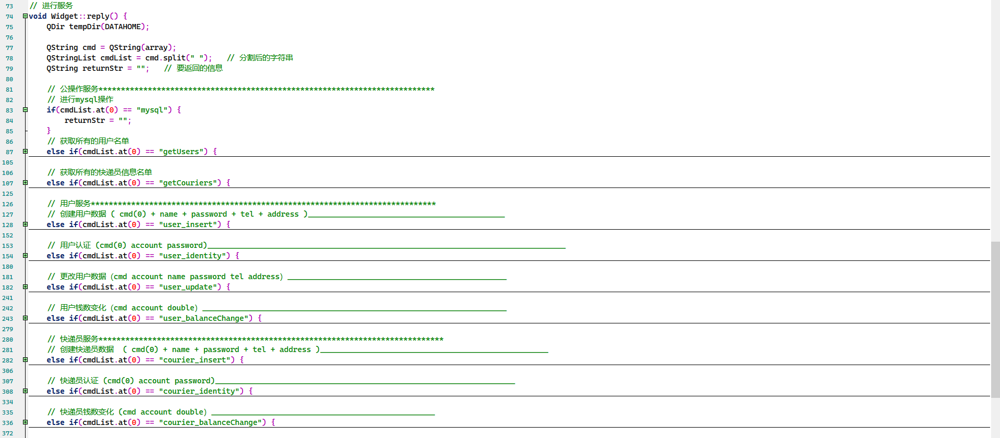 73 // 进行服务
74 void Widget::reply() {
75 QDir tempDir(DATAHOME);
76
77 QString cmd = QString(array);
78 QStringList cmdList = cmd.split(" "); // 分割后的字符串
79 QString returnStr = ""; // 要返回的信息
80
81 // 公操作服务***************************************************************************
82 // 进行mysql操作
83 if(cmdList.at(0) == "mysql") {
84 returnStr = "";
85 }
86 // 获取所有的用户名单
87 else if(cmdList.at(0) == "getUsers") {
105
106 // 获取所有的快递员信息名单
107 else if(cmdList.at(0) == "getCouriers") {
125
126 // 用户服务*****************************************************************************
127 // 创建用户数据 ( cmd(0) + name + password + tel + address )____________________________________________
128 else if(cmdList.at(0) == "user_insert") {
152
153 // 用户认证 (cmd(0) account password)________________________________________________________________________________
154 else if(cmdList.at(0) == "user_identity") {
180
181 // 更改用户数据（cmd account name password tel address）_________________________________________________
182 else if(cmdList.at(0) == "user_update") {
241
242 // 用户钱数变化（cmd account double）____________________________________________________________________
243 else if(cmdList.at(0) == "user_balanceChange") {
279
280 // 快递员服务*****************************************************************************
281 // 创建快递员数据 ( cmd(0) + name + password + tel + address )___________________________________________________
282 else if(cmdList.at(0) == "courier_insert") {
306
307 // 快递员认证 (cmd(0) account password)___________________________________________________________________
308 else if(cmdList.at(0) == "courier_identity") {
334
335 // 快递员钱数变化（cmd account double）__________________________________________________
336 else if(cmdList.at(0) == "courier_balanceChange") {
372